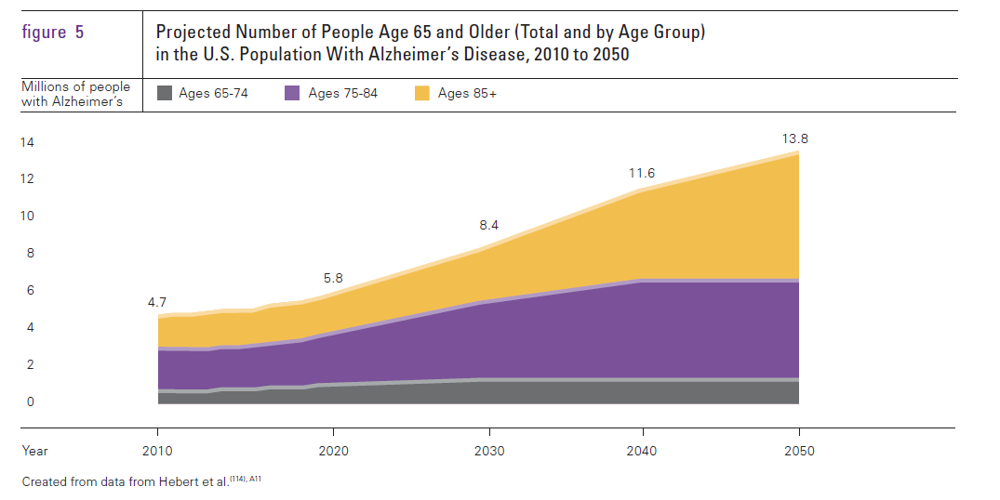 figure 5
Projected Number of People Age 65 and Older (Total and by Age Group)
in the U.S. Population With Alzheimer's Disease, 2010 to 2050
Millions of people
with Alzheimer's
Ages 65-74 Ages 75-84 Ages 85+
14
13.8
12
11.6
10
8.4
8
6
5.8
4.7
4
2
0
Year 2010 2020 2030 2040 2050
Created from data from Hebert et al.(114), A11